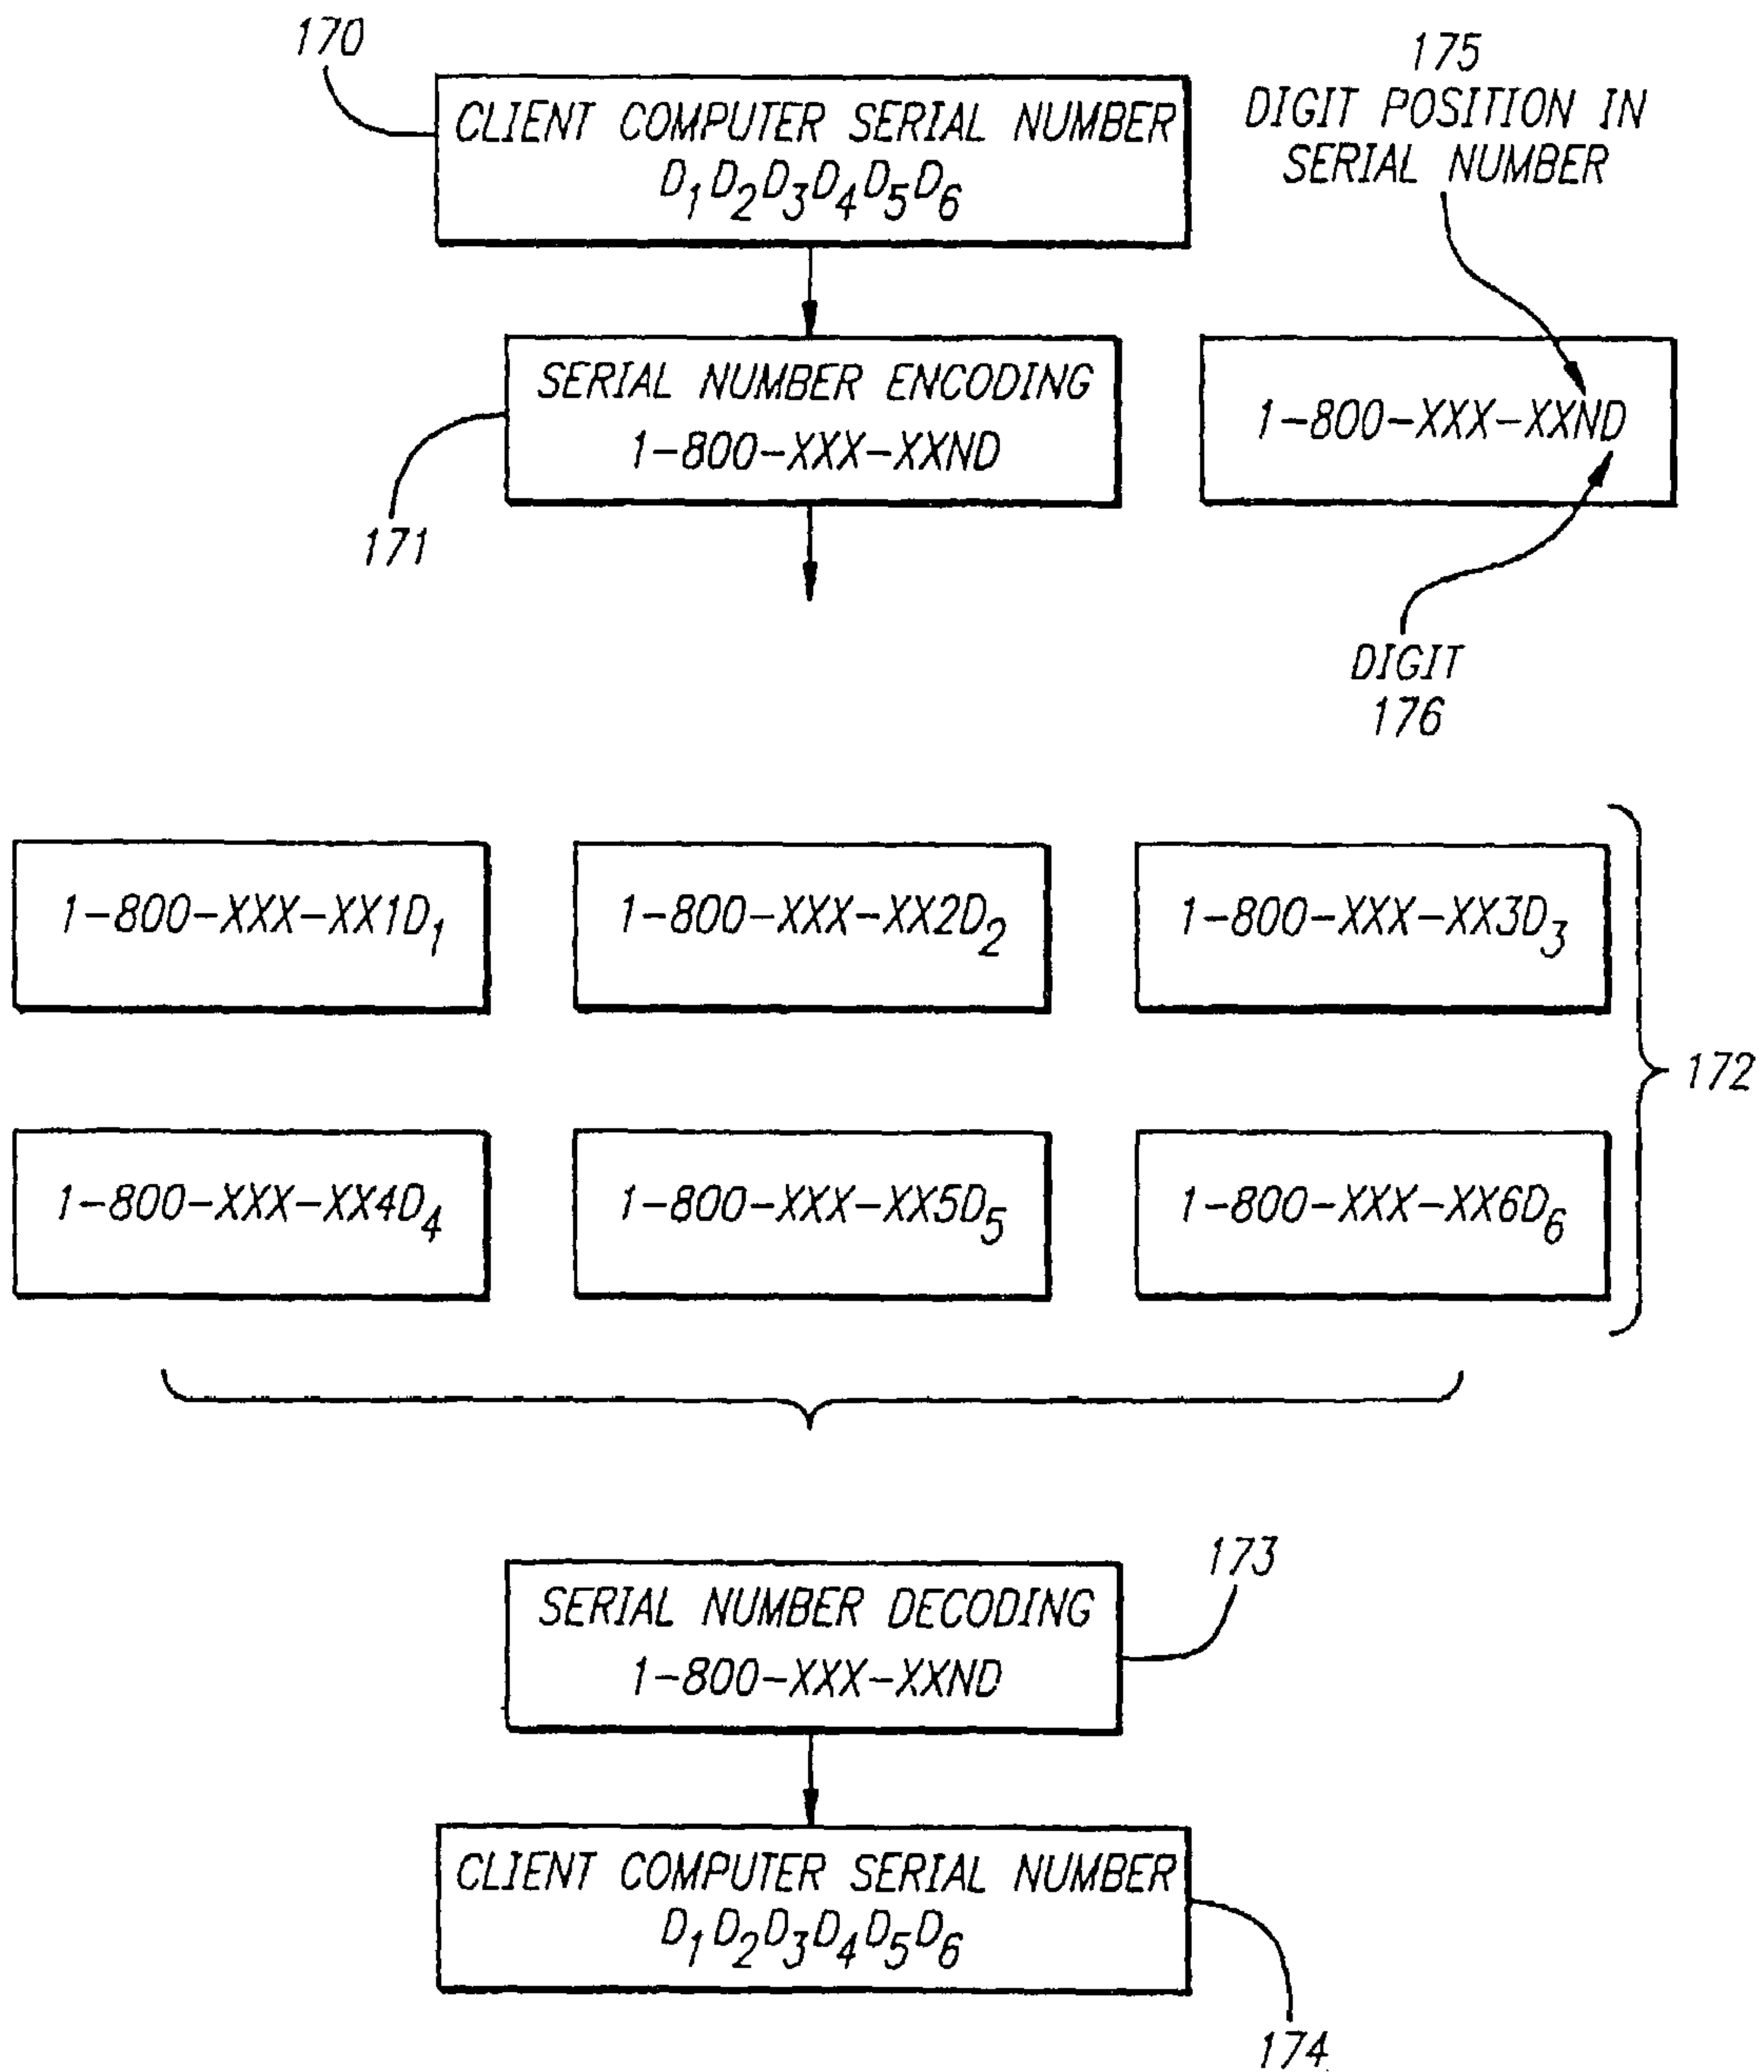 170
CLIENT COMPUTER SERIAL NUMBER
D₁D₂D₃D₄D₅D₆
175
DIGIT POSITION IN
SERIAL NUMBER
SERIAL NUMBER ENCODING
1-800-XXX-XXND
171
1-800-XXX-XXND
DIGIT
176
1-800-XXX-XX1D₁
1-800-XXX-XX2D₂
1-800-XXX-XX3D₃
172
1-800-XXX-XX4D₄
1-800-XXX-XX5D₅
1-800-XXX-XX6D₆
173
SERIAL NUMBER DECODING
1-800-XXX-XXND
CLIENT COMPUTER SERIAL NUMBER
D₁D₂D₃D₄D₅D₆
174